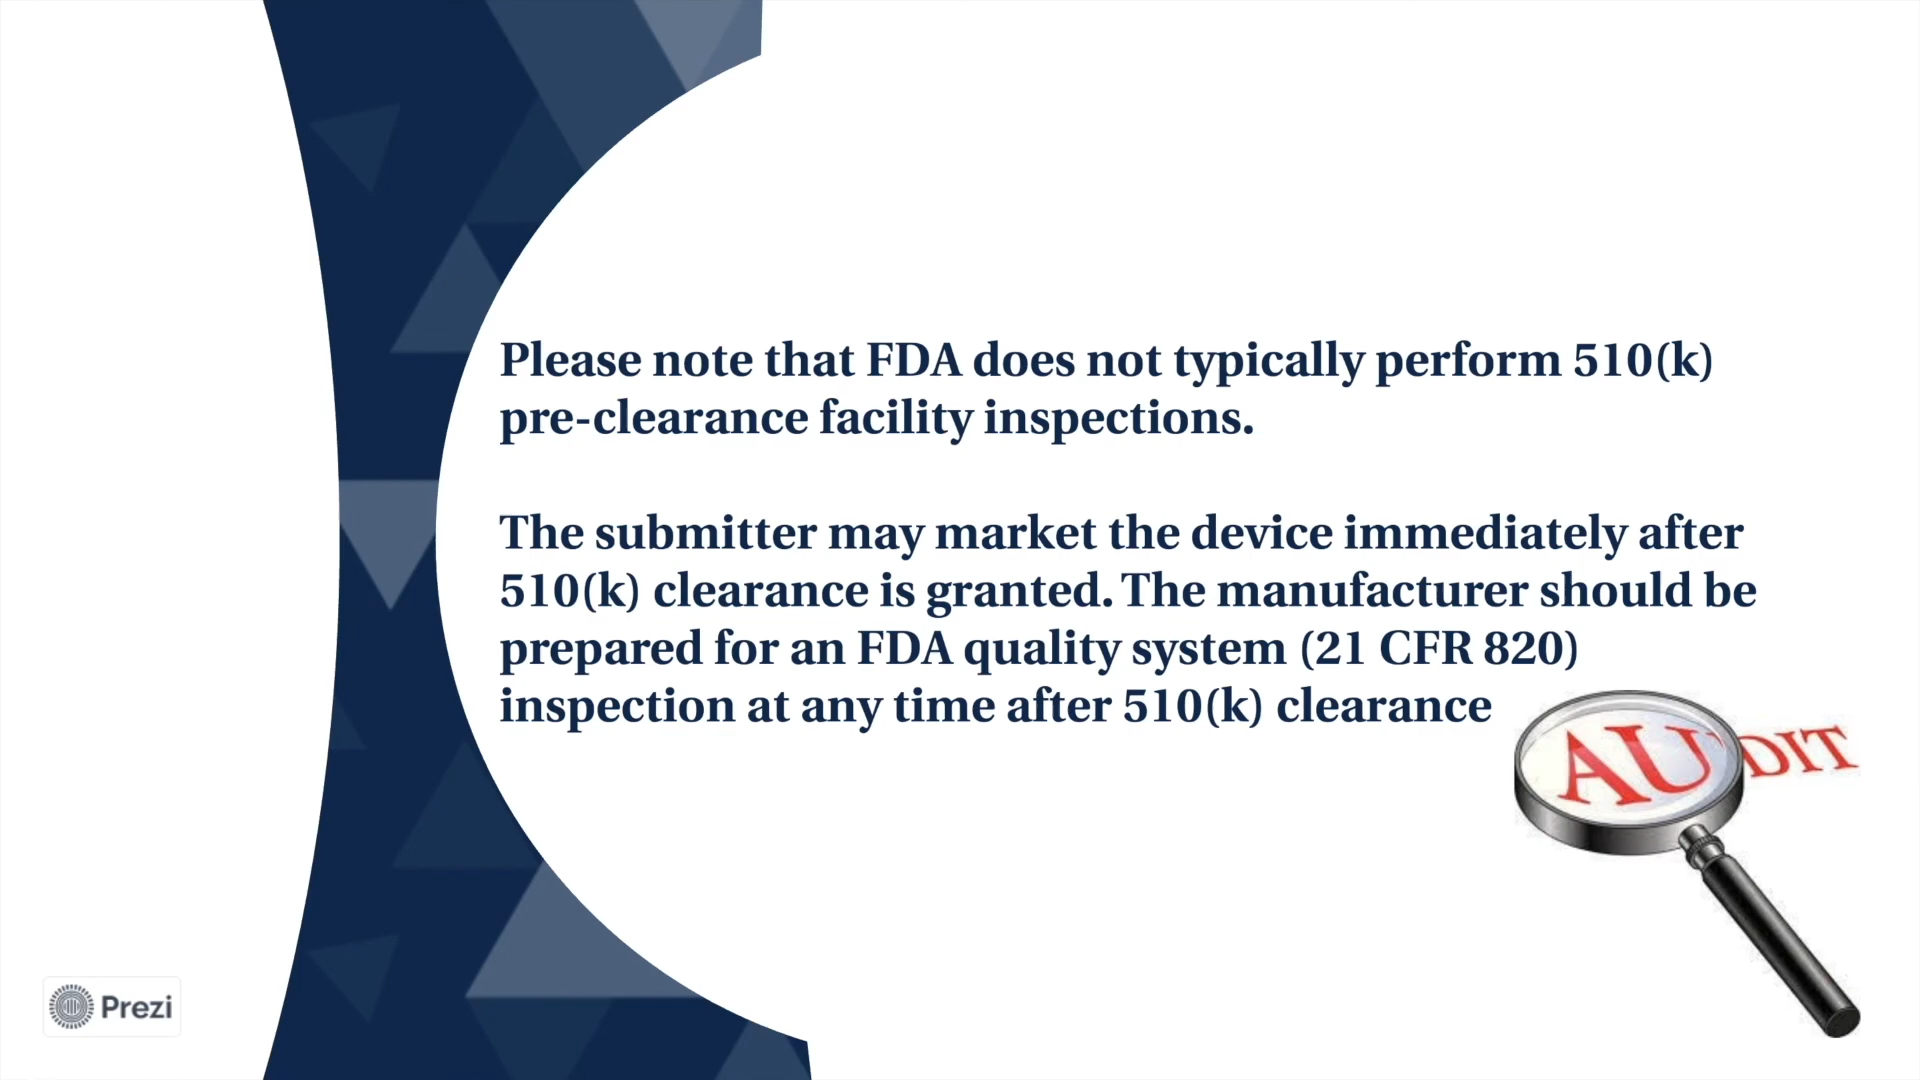 Please note that FDA does not typically perform 510(k)
pre-clearance facility inspections.
The submitter may market the device immediately after
510(k) clearance is granted. The manufacturer should be
prepared for an FDA quality system (21 CFR 820)
inspection at any time after 510(k) clearance
AUDIT
Prezi